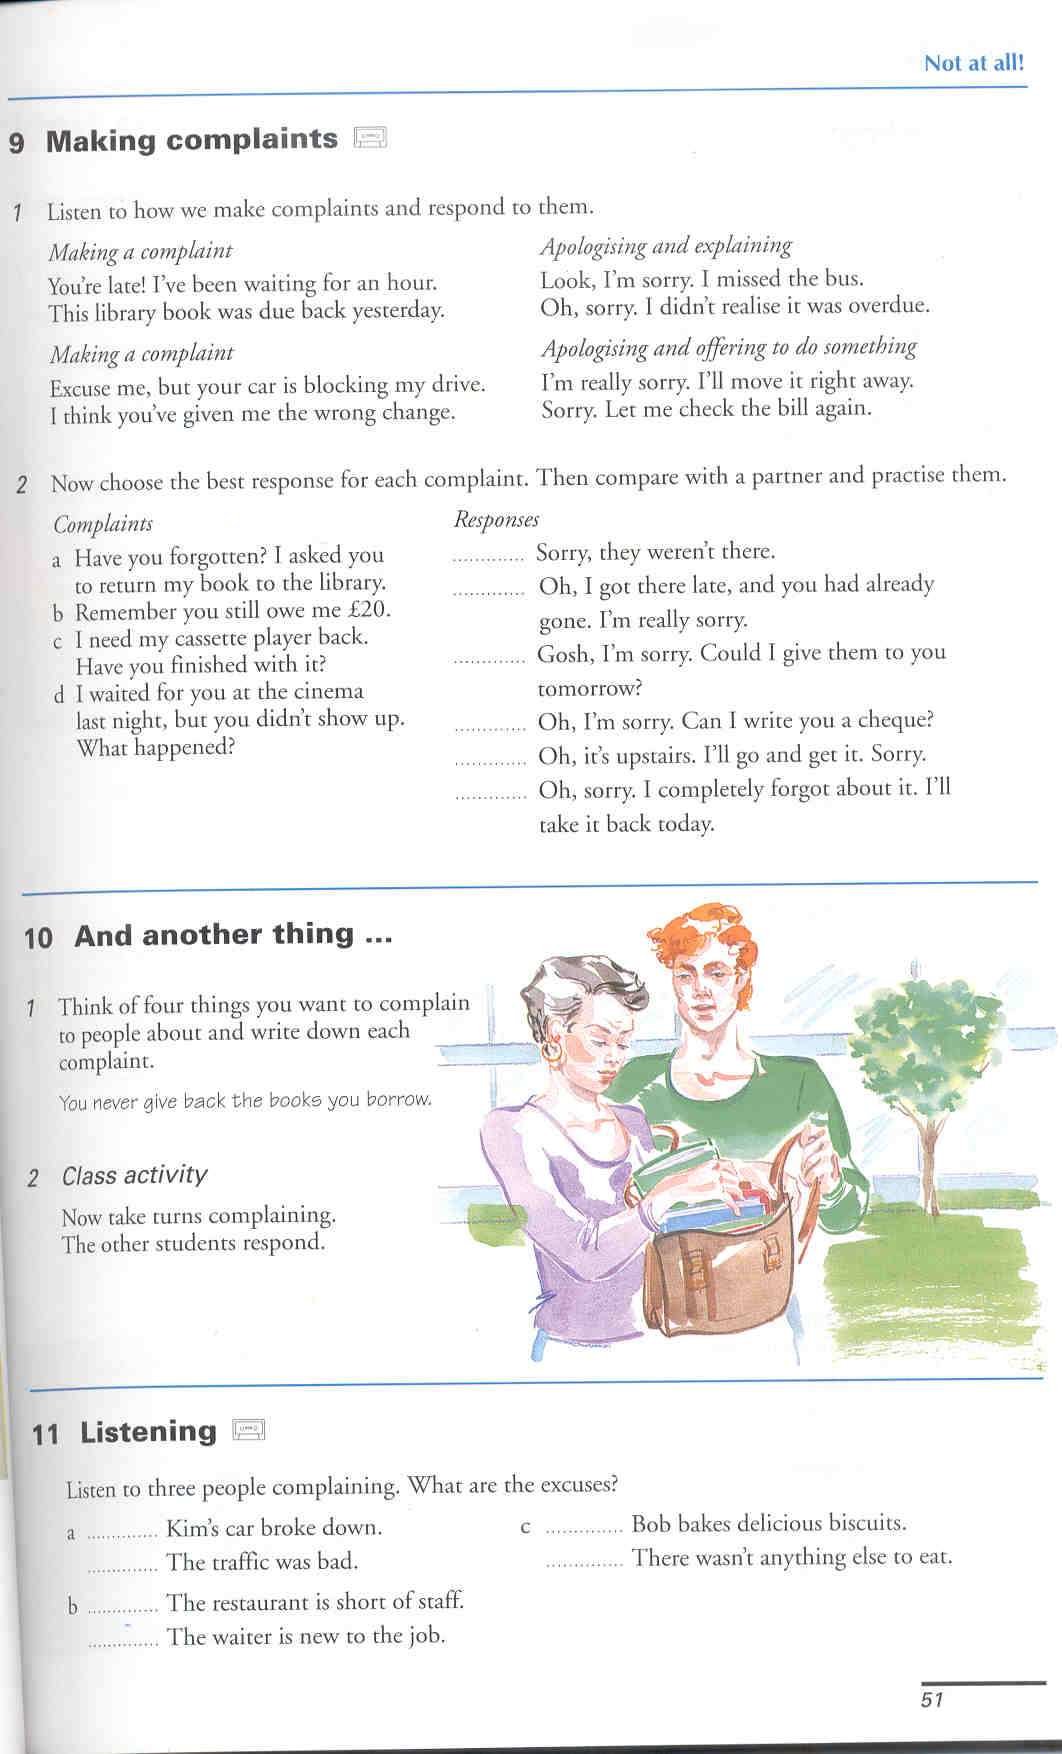 Not at all!
9 Making complaints
1 Listen to how we make complaints and respond to them.
Making a complaint
You're late! I've been waiting for an hour.
This library book was due back yesterday.
Apologising and explaining
Look, I'm sorry. I missed the bus.
Oh, sorry. I didn't realise it was overdue.
Making a complaint
Excuse me, but your car is blocking my drive.
I think you've given me the wrong change.
Apologising and offering to do something
I'm really sorry. I'll move it right away.
Sorry. Let me check the bill again.
2 Now choose the best response for each complaint. Then compare with a partner and practise them.
Complaints
a Have you forgotten? I asked you
to return my book to the library.
b Remember you still owe me £20.
c I need my cassette player back.
Have you finished with it?
d I waited for you at the cinema
last night, but you didn't show up.
What happened?
Responses
............. Sorry, they weren't there.
............. Oh, I got there late, and you had already
gone. I'm really sorry.
............. Gosh, I'm sorry. Could I give them to you
tomorrow?
............. Oh, I'm sorry. Can I write you a cheque?
............. Oh, it's upstairs. I'll go and get it. Sorry.
............. Oh, sorry. I completely forgot about it. I'll
take it back today.
10 And another thing ...
1 Think of four things you want to complain
to people about and write down each
complaint.
You never give back the books you borrow.
2 Class activity
Now take turns complaining.
The other students respond.
11 Listening
Listen to three people complaining. What are the excuses?
a ............. Kim's car broke down.
............. The traffic was bad.
b ............. The restaurant is short of staff.
............. The waiter is new to the job.
c ............. Bob bakes delicious biscuits.
............. There wasn't anything else to eat.
51